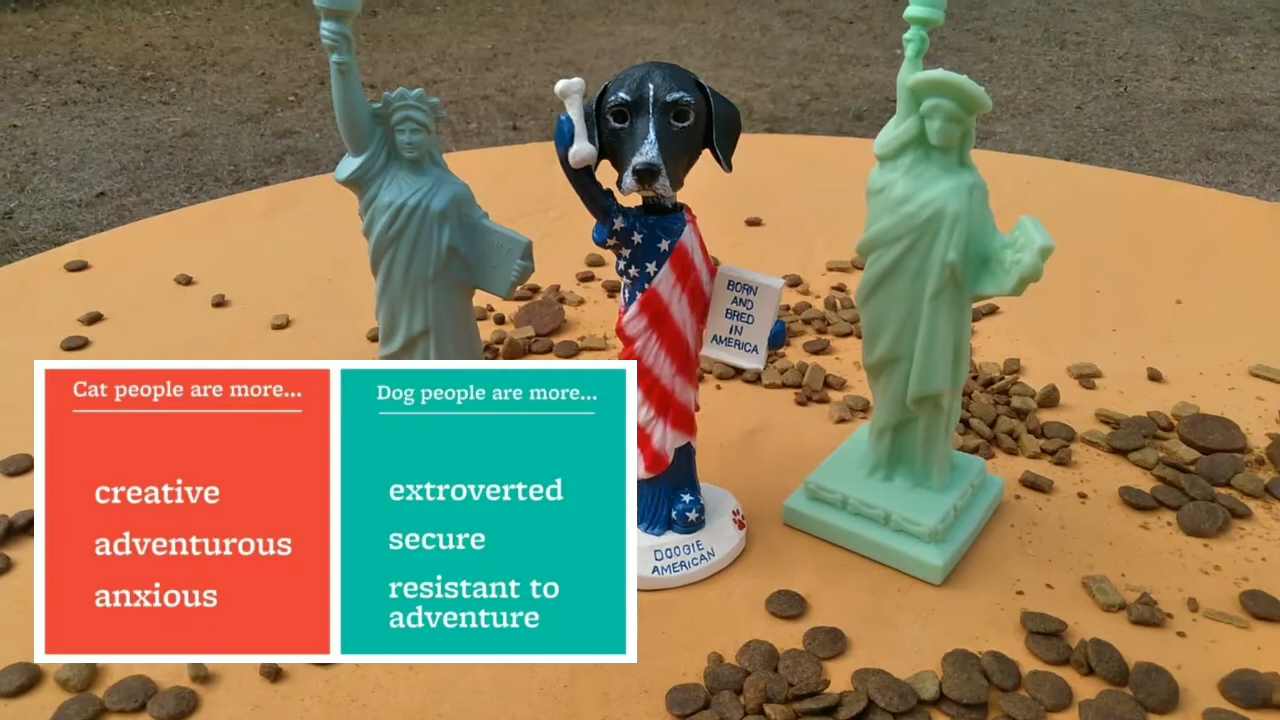 BORN
AND
BRED
IN
AMERICA
DOGGIE
AMERICAN
Cat people are more...
creative
adventurous
anxious
Dog people are more...
extroverted
secure
resistant to
adventure